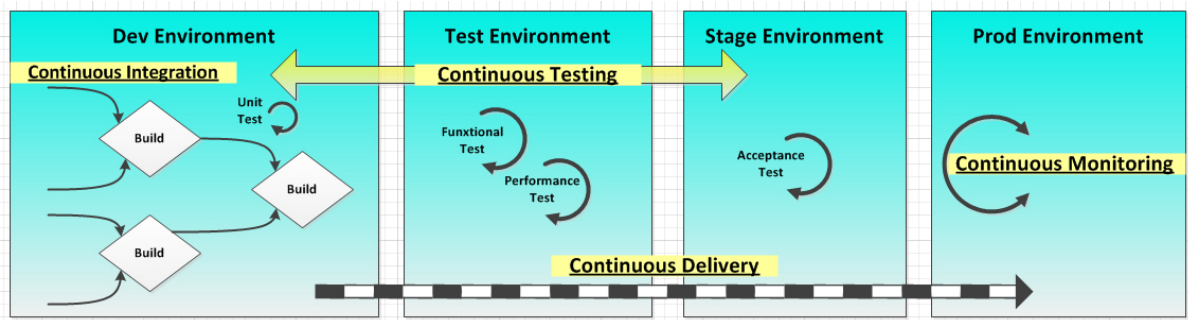 Dev Environment
Test Environment
Stage Environment
Prod Environment
Continuous Integration
Continuous Testing
Unit
Test
Build
Build
Build
Funxtional
Test
Performance
Test
Acceptance
Test
Continuous Monitoring
Continuous Delivery